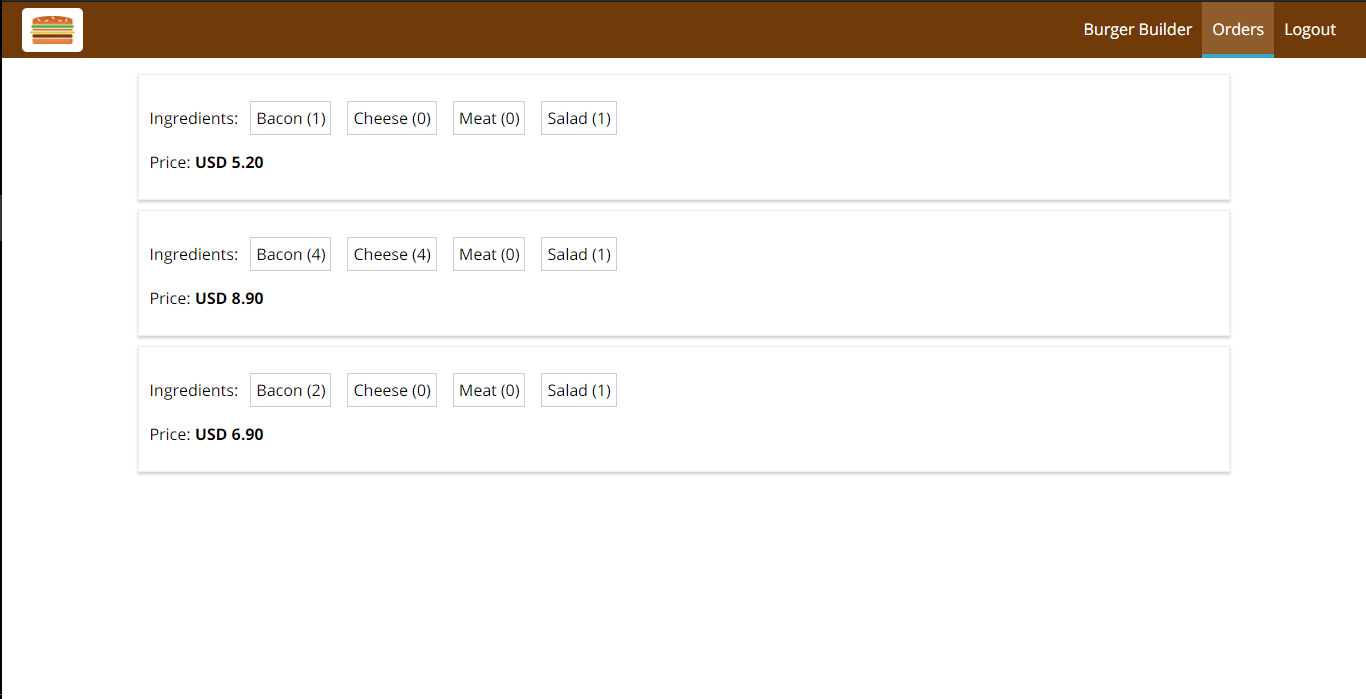 Burger Builder Orders Logout
Ingredients: Bacon (1) Cheese (0) Meat (0) Salad (1)
Price: USD 5.20
Ingredients: Bacon (4) Cheese (4) Meat (0) Salad (1)
Price: USD 8.90
Ingredients: Bacon (2) Cheese (0) Meat (0) Salad (1)
Price: USD 6.90